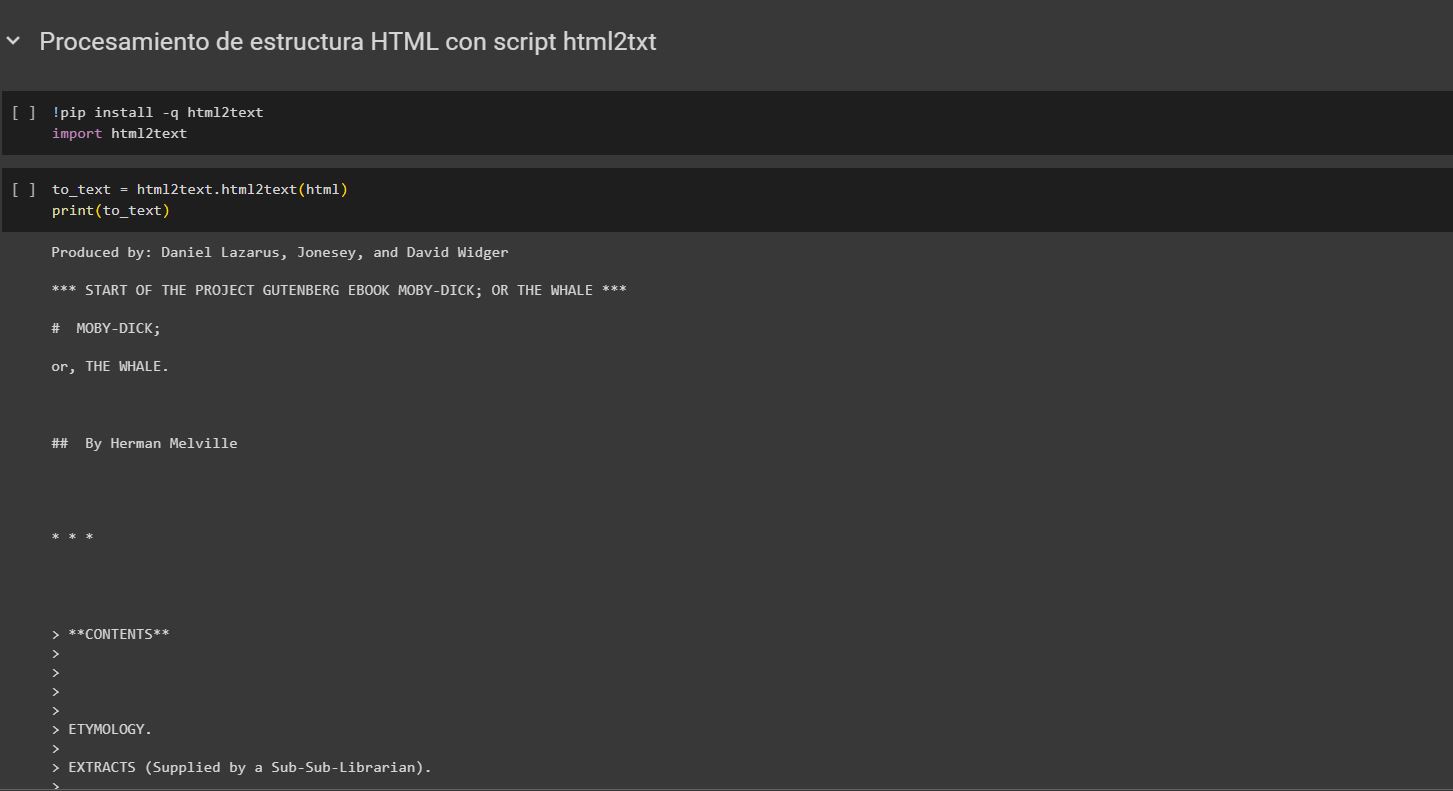 Procesamiento de estructura HTML con script html2txt
[ ] !pip install -q html2text
import html2text
[ ] to_text = html2text.html2text(html)
print(to_text)
Produced by: Daniel Lazarus, Jonesey, and David Widger
*** START OF THE PROJECT GUTENBERG EBOOK MOBY-DICK; OR THE WHALE ***
#  MOBY-DICK;
or, THE WHALE.
##  By Herman Melville
* * *
> **CONTENTS**
>
>
>
>
> ETYMOLOGY.
>
> EXTRACTS (Supplied by a Sub-Sub-Librarian).
>